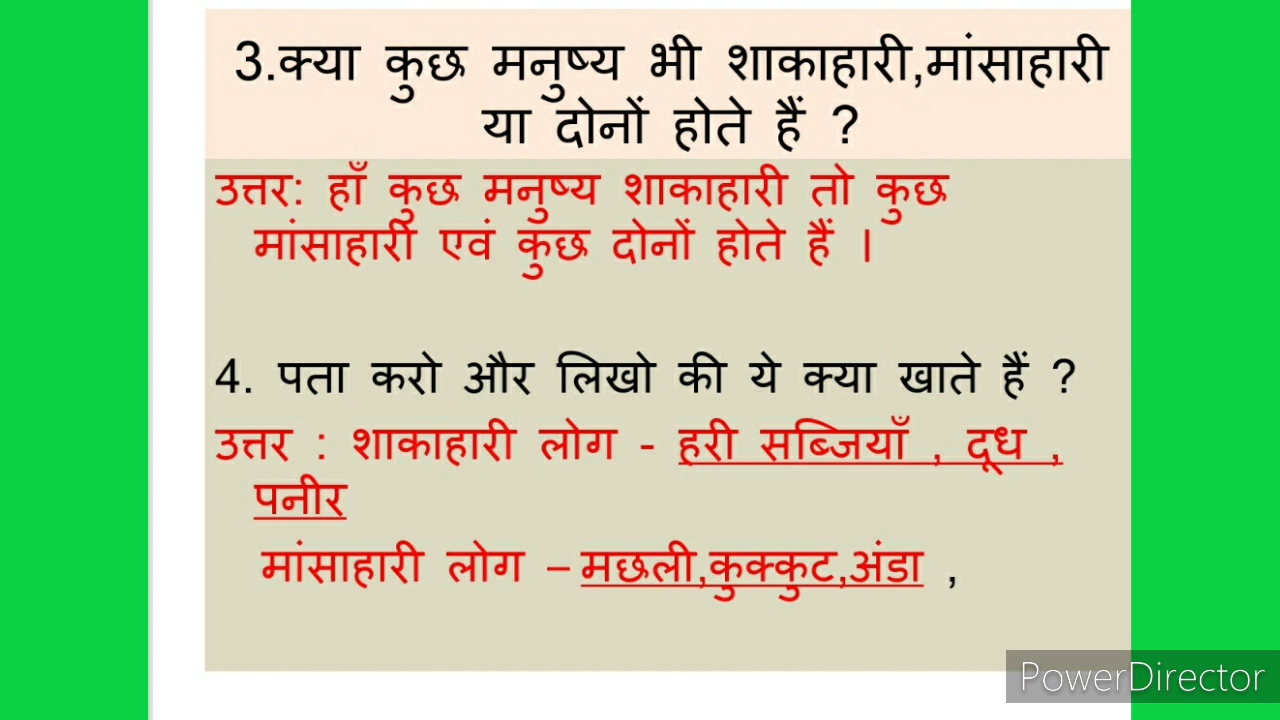 3.क्या कुछ मनुष्य भी शाकाहारी,मांसाहारी
या दोनों होते हैं ?
उत्तर: हाँ कुछ मनुष्य शाकाहारी तो कुछ
मांसाहारी एवं कुछ दोनों होते हैं ।
4. पता करो और लिखो की ये क्या खाते हैं ?
उत्तर : शाकाहारी लोग - हरी सब्जियाँ , दूध ,
पनीर
मांसाहारी लोग – मछली,कुक्कुट,अंडा ,
PowerDirector